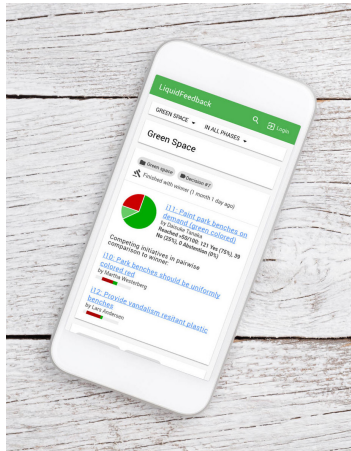 LiquidFeedback
Login
GREEN SPACE
IN ALL PHASES
Green Space
Green space
Decision #7
Finished with winner (1 month 1 day ago)
i11: Paint park benches on
demand (green colored)
by Daisuke Tanaka
Reached >50/100: 121 Yes (75%), 39
No (25%), 0 Abstention (0%)
Competing initiatives in pairwise
comparison to winner:
i10: Park benches should be uniformly
colored red
by Martha Westerberg
i12: Provide vandalism resitant plastic
benches
by Lars Andersen